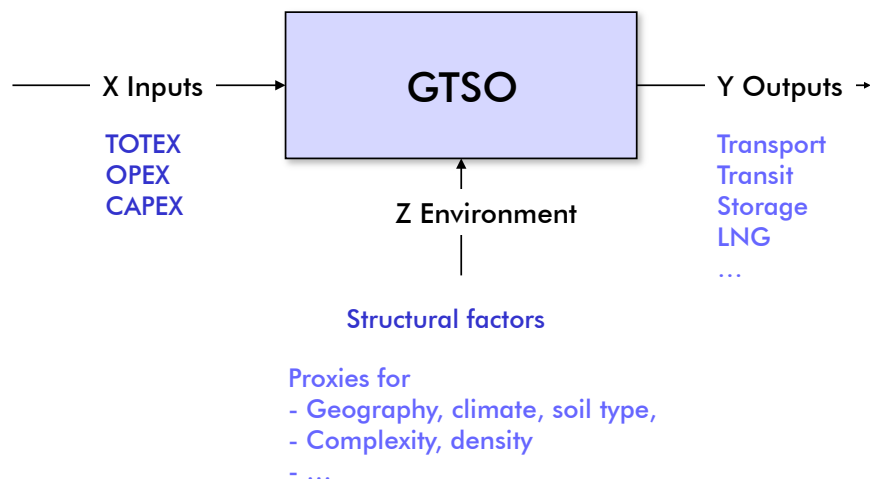 X Inputs
GTSO
Y Outputs
TOTEX
OPEX
CAPEX
Transport
Transit
Storage
LNG
...
Z Environment
Structural factors
Proxies for
- Geography, climate, soil type,
- Complexity, density
- ...